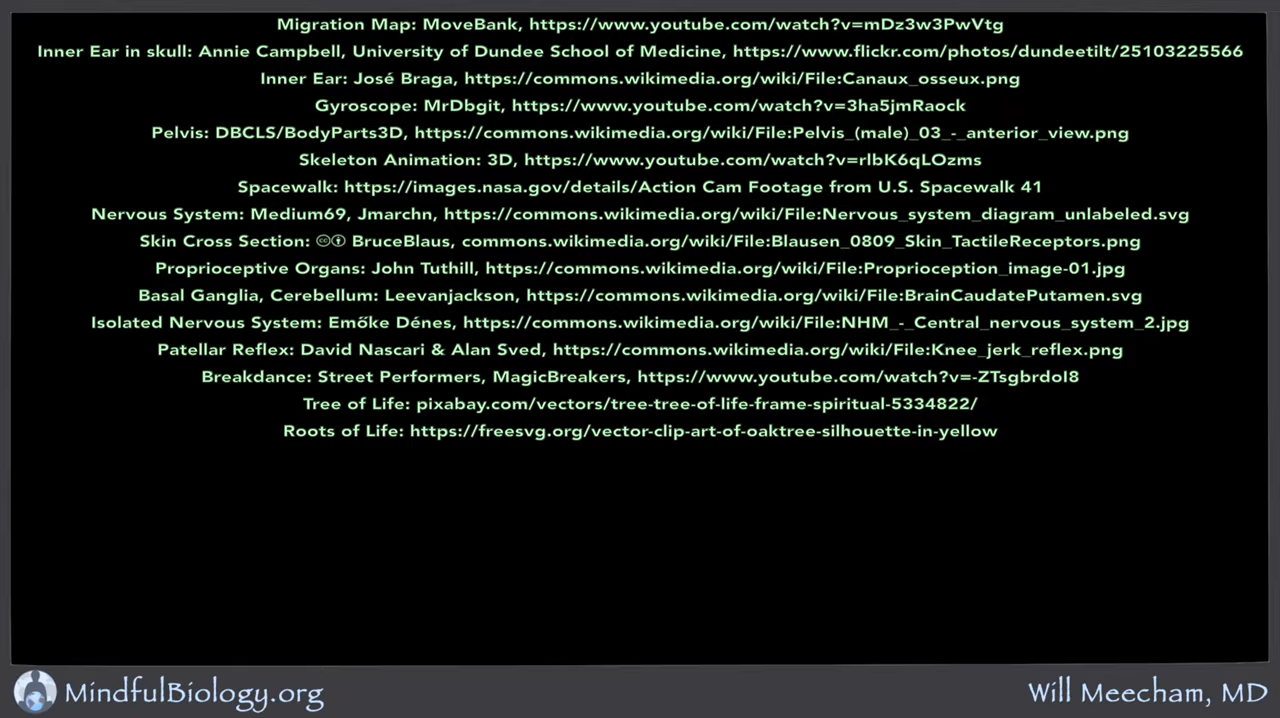 Migration Map: MoveBank, https://www.youtube.com/watch?v=mDz3w3PwVtg
Inner Ear in skull: Annie Campbell, University of Dundee School of Medicine, https://www.flickr.com/photos/dundeetilt/25103225566
Inner Ear: José Braga, https://commons.wikimedia.org/wiki/File:Canaux_osseux.png
Gyroscope: MrDbgit, https://www.youtube.com/watch?v=3ha5jmRaock
Pelvis: DBCLS/BodyParts3D, https://commons.wikimedia.org/wiki/File:Pelvis_(male)_03_-_anterior_view.png
Skeleton Animation: 3D, https://www.youtube.com/watch?v=rlbK6qLOzms
Spacewalk: https://images.nasa.gov/details/Action Cam Footage from U.S. Spacewalk 41
Nervous System: Medium69, Jmarchn, https://commons.wikimedia.org/wiki/File:Nervous_system_diagram_unlabeled.svg
Skin Cross Section: 🅭🅯 BruceBlaus, commons.wikimedia.org/wiki/File:Blausen_0809_Skin_TactileReceptors.png
Proprioceptive Organs: John Tuthill, https://commons.wikimedia.org/wiki/File:Proprioception_image-01.jpg
Basal Ganglia, Cerebellum: Leevanjackson, https://commons.wikimedia.org/wiki/File:BrainCaudatePutamen.svg
Isolated Nervous System: Emőke Dénes, https://commons.wikimedia.org/wiki/File:NHM_-_Central_nervous_system_2.jpg
Patellar Reflex: David Nascari & Alan Sved, https://commons.wikimedia.org/wiki/File:Knee_jerk_reflex.png
Breakdance: Street Performers, MagicBreakers, https://www.youtube.com/watch?v=-ZTsgbrdoI8
Tree of Life: pixabay.com/vectors/tree-tree-of-life-frame-spiritual-5334822/
Roots of Life: https://freesvg.org/vector-clip-art-of-oaktree-silhouette-in-yellow
MindfulBiology.org
Will Meecham, MD